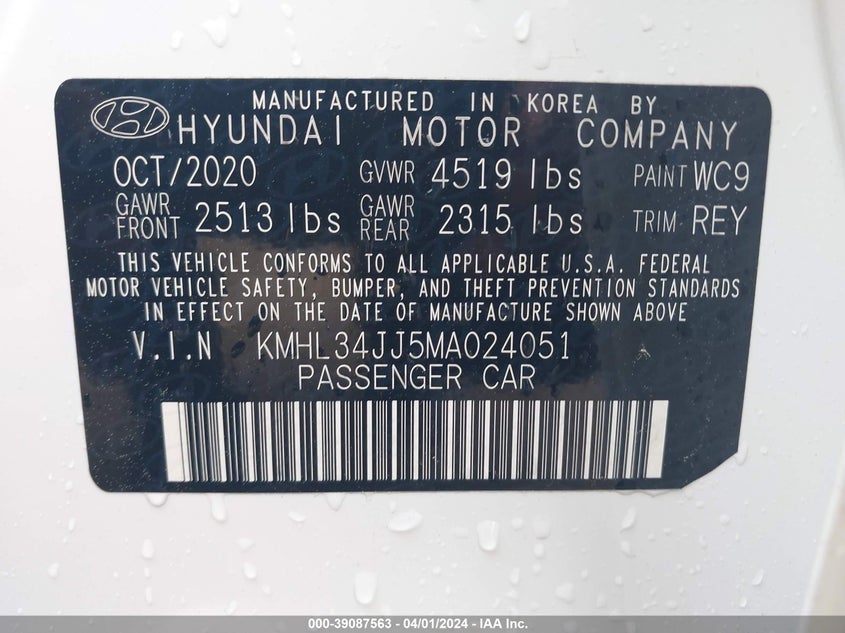 MANUFACTURED IN KOREA BY
HYUNDAI MOTOR COMPANY
OCT/2020 GVWR 4519 lbs PAINT WC9
GAWR FRONT 2513 lbs GAWR REAR 2315 lbs TRIM REY
THIS VEHICLE CONFORMS TO ALL APPLICABLE U.S.A. FEDERAL
MOTOR VEHICLE SAFETY, BUMPER, AND THEFT PREVENTION STANDARDS
IN EFFECT ON THE DATE OF MANUFACTURE SHOWN ABOVE
V.I.N KMHL34JJ5MA024051
PASSENGER CAR
000-39087563 / 04/01/2024 - IAA Inc.